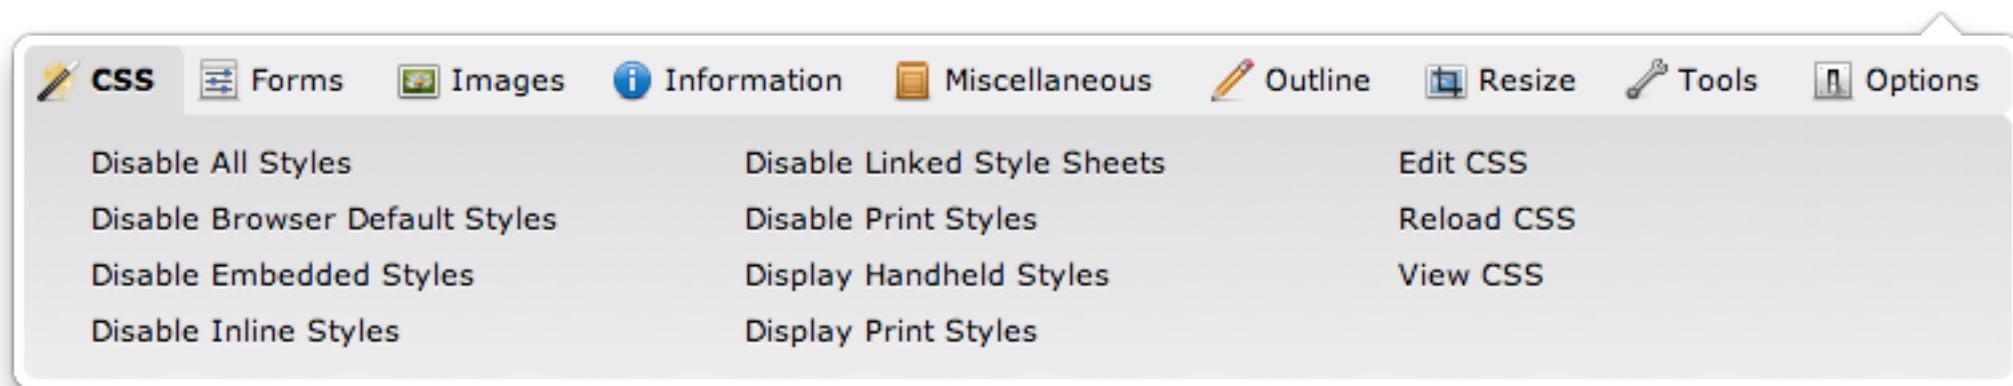 CSS Forms Images Information Miscellaneous Outline Resize Tools Options
Disable All Styles
Disable Browser Default Styles
Disable Embedded Styles
Disable Inline Styles
Disable Linked Style Sheets
Disable Print Styles
Display Handheld Styles
Display Print Styles
Edit CSS
Reload CSS
View CSS